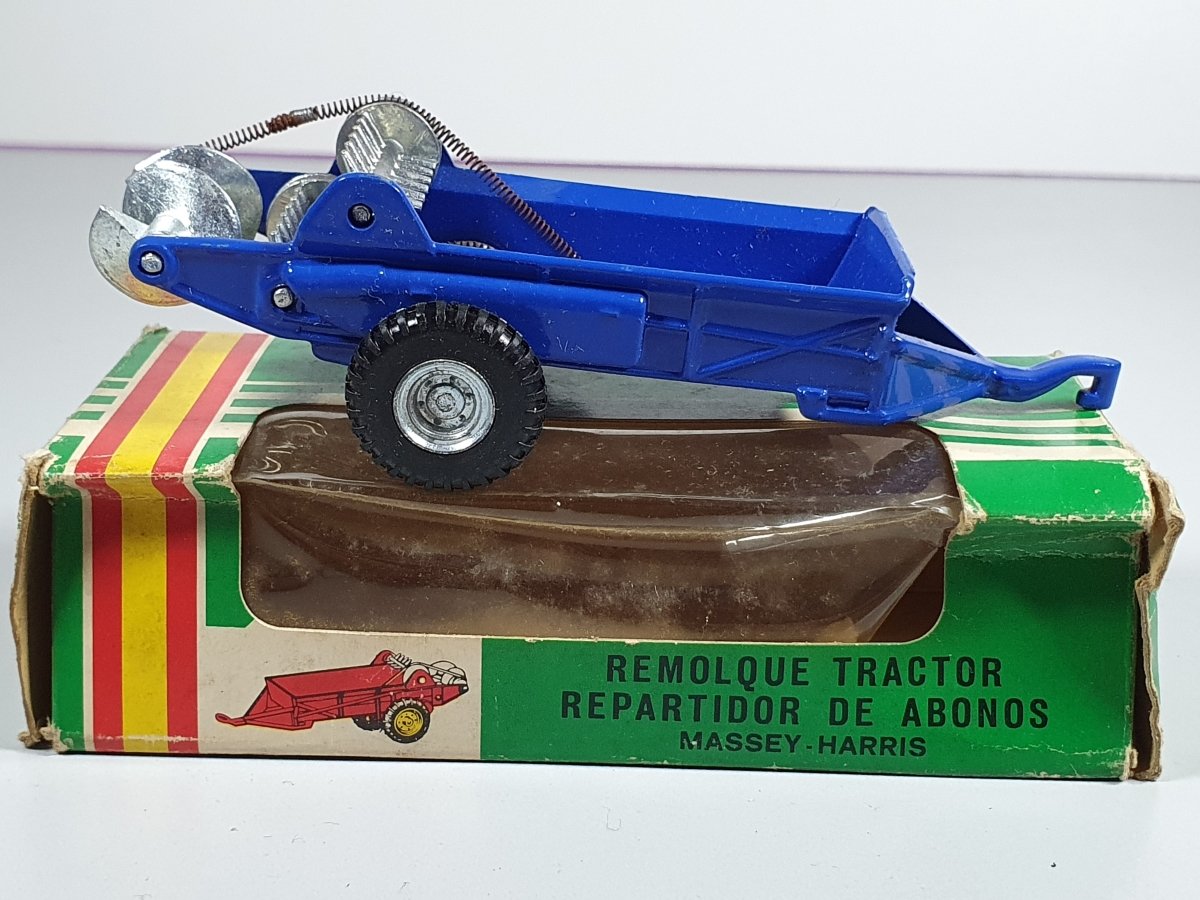 REMOLQUE TRACTOR
REPARTIDOR DE ABONOS
MASSEY-HARRIS